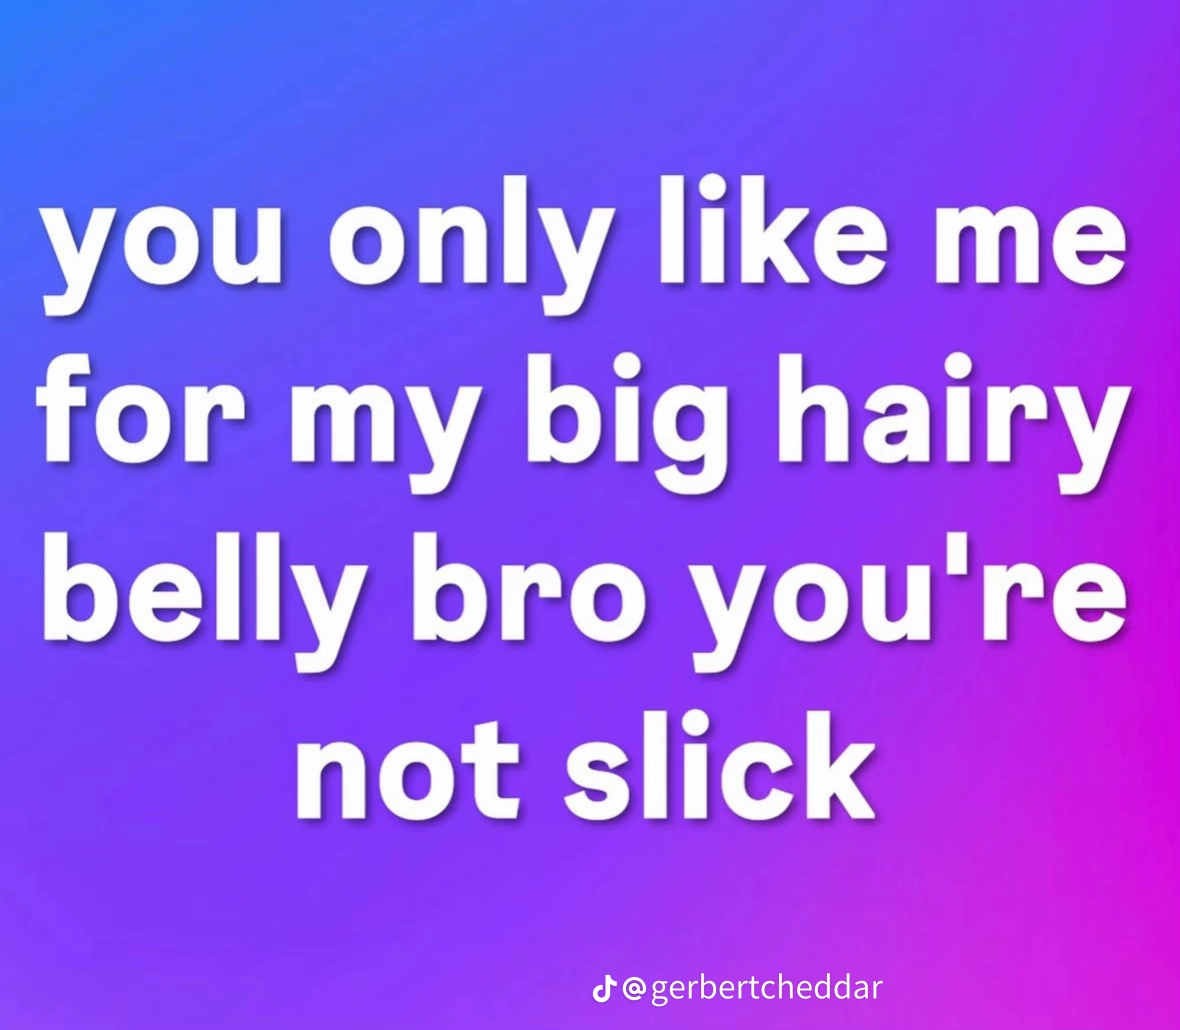 you only like me
for my big hairy
belly bro you're
not slick
@gerbertcheddar